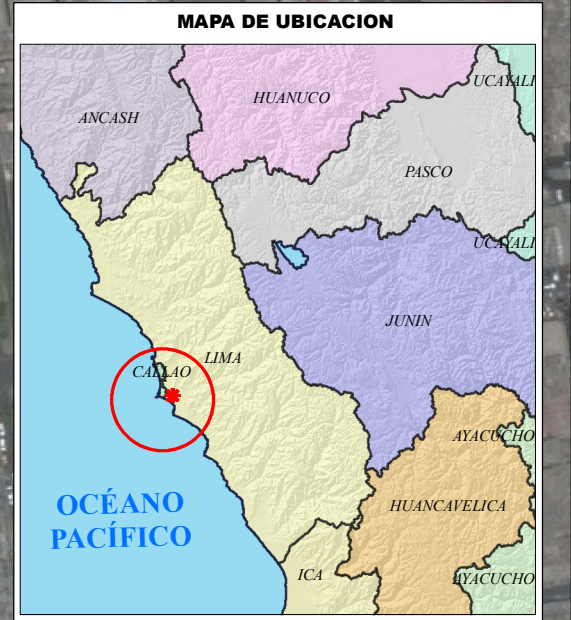 MAPA DE UBICACION
UCAYALI
HUANUCO
ANCASH
PASCO
UCAYALI
JUNIN
LIMA
CALLAO
AYACUCHO
HUANCAVELICA
OCÉANO
PACÍFICO
ICA
AYACUCHO